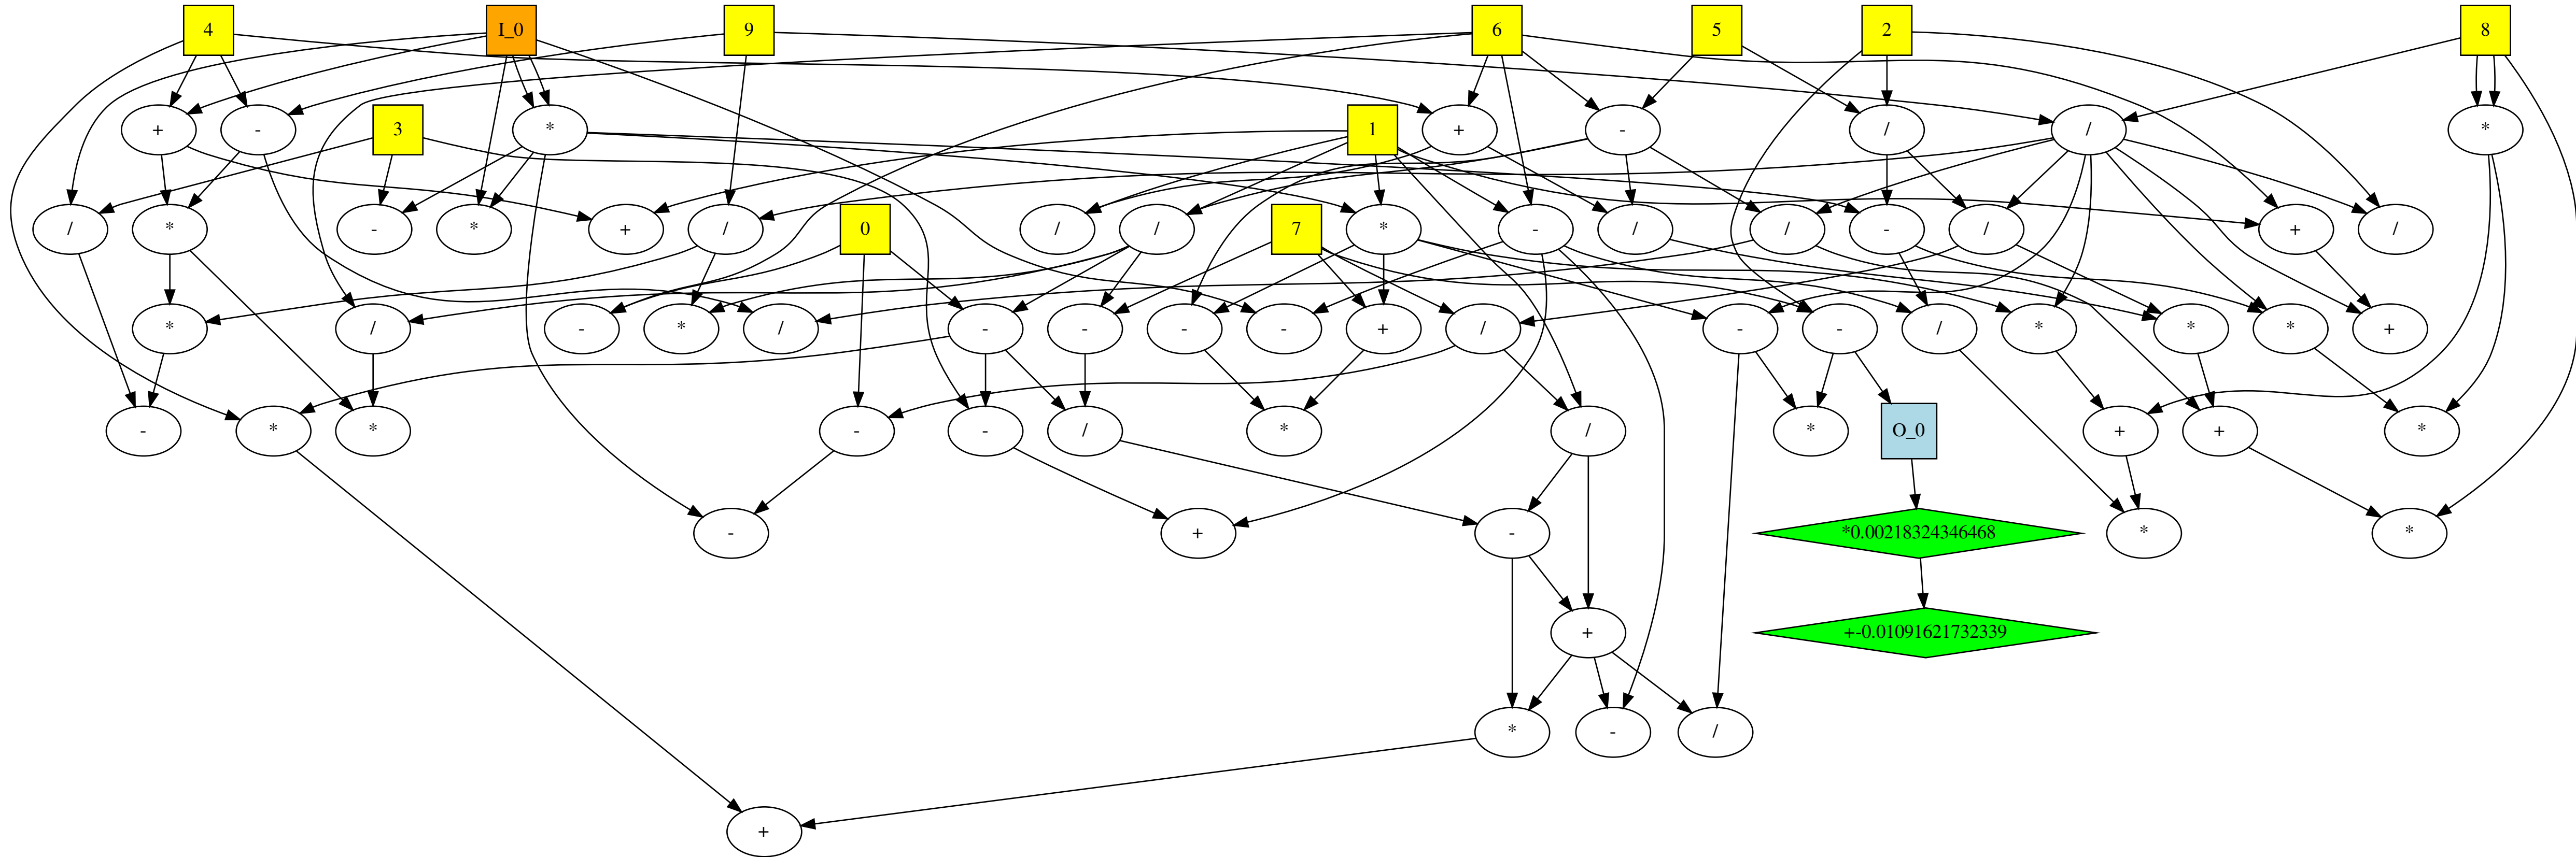 4 I_0 9 6 5 2 8
+ - 3 * 1 + - / / *
/ * - * + / 0 / / 7 * - / / - / + /
* / - * / - - - - + / - - / * * * +
- * * - - / * / * O_0 + + *
- + - *0.00218324346468 * *
+ +-0.01091621732339
* - /
+